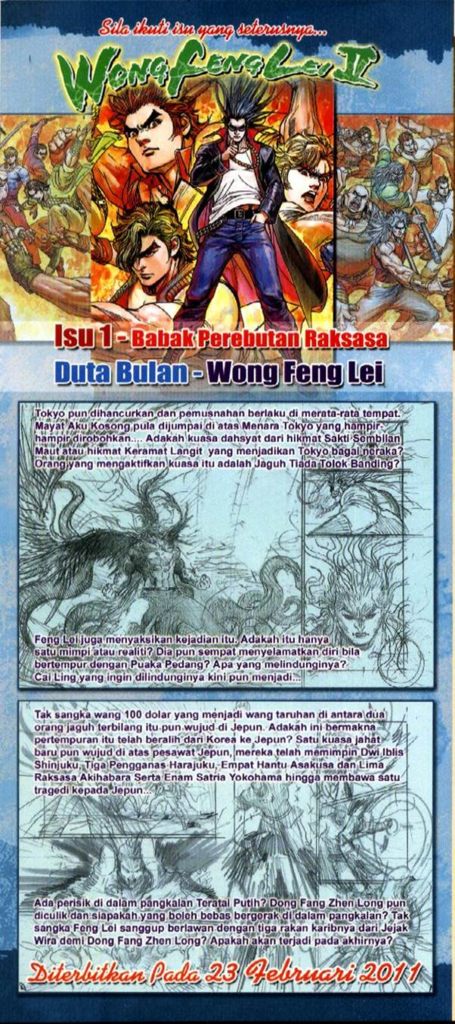 Sila ikuti isu yang seterusnya...
Wong Feng Lei II
Isu 1 - Babak Perebutan Raksasa
Duta Bulan - Wong Feng Lei
Tokyo pun dihancurkan dan pemusnahan berlaku di merata-rata tempat.
Mayat Aku Kosong pula dijumpai di atas Menara Tokyo yang hampir-
hampir dirobohkan.... Adakah kuasa dahsyat dari hikmat Sakti Sembilan
Maut atau hikmat Keramat Langit yang menjadikan Tokyo bagai neraka?
Orang yang mengaktifkan kuasa itu adalah Jaguh Tiada Tolok Banding?
Feng Lei juga menyaksikan kejadian itu. Adakah itu hanya
satu mimpi atau realiti? Dia pun sempat menyelamatkan diri bila
bertempur dengan Puaka Pedang? Apa yang melindunginya?
Cai Ling yang ingin dilindunginya kini pun menjadi...
Tak sangka wang 100 dolar yang menjadi wang taruhan di antara dua
orang jaguh terbilang itu pun wujud di Jepun. Adakah ini bermakna
pertempuran itu telah beralih dari Korea ke Jepun? Satu kuasa jahat
baru pun wujud di atas pesawat Jepun, mereka telah memimpin Dwi Iblis
Shinjuku, Tiga Pengganas Harajuku, Empat Hantu Asakusa dan Lima
Raksasa Akihabara Serta Enam Satria Yokohama hingga membawa satu
tragedi kepada Jepun...
Ada perisik di dalam pangkalan Teratai Putih? Dong Fang Zhen Long pun
diculik dan siapakah yang boleh bebas bergerak di dalam pangkalan? Tak
sangka Feng Lei sanggup berlawan dengan tiga rakan karibnya dari Jejak
Wira demi Dong Fang Zhen Long? Apakah akan terjadi pada akhirnya?
Diterbitkan Pada 23 Februari 2011